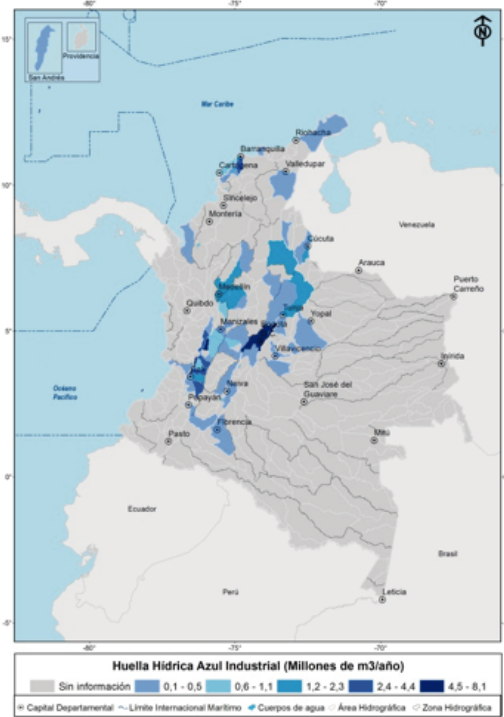 -80° -75° -70°
15°
N
San Andrés
Providencia
Mar Caribe
Riohacha
Barranquilla
Cartagena
Valledupar
10°
Sincelejo
Montería
Venezuela
Cúcuta
Arauca
Medellín
Puerto Carreño
Quibdo
Tunja
Yopal
Manizales
5°
Villavicencio
Inírida
Océano Pacífico
Neiva
San José del Guaviare
Popayán
Florencia
Mitú
Pasto
0°
Ecuador
Brasil
Perú
Leticia
-5°
-80° -75° -70°
Huella Hídrica Azul Industrial (Millones de m3/año)
Sin información 0,1 - 0,5 0,6 - 1,1 1,2 - 2,3 2,4 - 4,4 4,5 - 8,1
Capital Departamental Límite Internacional Marítimo Cuerpos de agua Área Hidrográfica Zona Hidrográfica